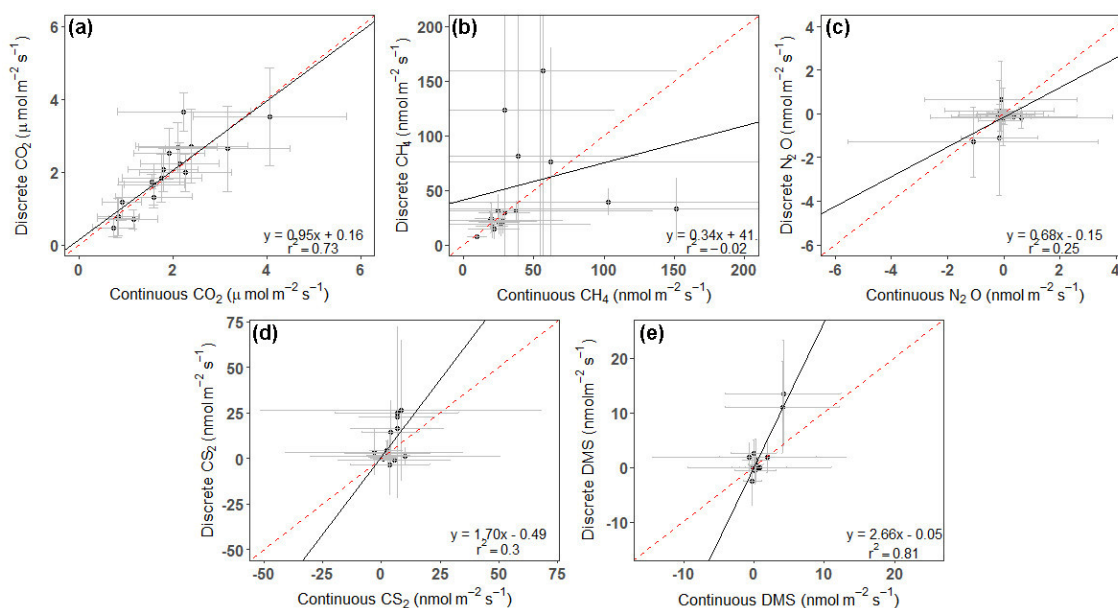 (a)
Discrete CO₂ (μ mol m⁻² s⁻¹)
6
4
2
0
y = 0.95x + 0.16
r² = 0.73
0 2 4 6
Continuous CO₂ (μ mol m⁻² s⁻¹)
(b)
Discrete CH₄ (nmol m⁻² s⁻¹)
200
150
100
50
0
y = 0.34x + 41
r² = −0.02
0 50 100 150 200
Continuous CH₄ (nmol m⁻² s⁻¹)
(c)
Discrete N₂ O (nmol m⁻² s⁻¹)
4
2
0
-2
-4
-6
y = 0.68x - 0.15
r² = 0.25
-6 -4 -2 0 2 4
Continuous N₂ O (nmol m⁻² s⁻¹)
(d)
Discrete CS₂ (nmol m⁻² s⁻¹)
75
50
25
0
-25
-50
y = 1.70x - 0.49
r² = 0.3
-50 -25 0 25 50 75
Continuous CS₂ (nmol m⁻² s⁻¹)
(e)
Discrete DMS (nmol m⁻² s⁻¹)
20
10
0
-10
y = 2.66x - 0.05
r² = 0.81
-10 0 10 20
Continuous DMS (nmol m⁻² s⁻¹)